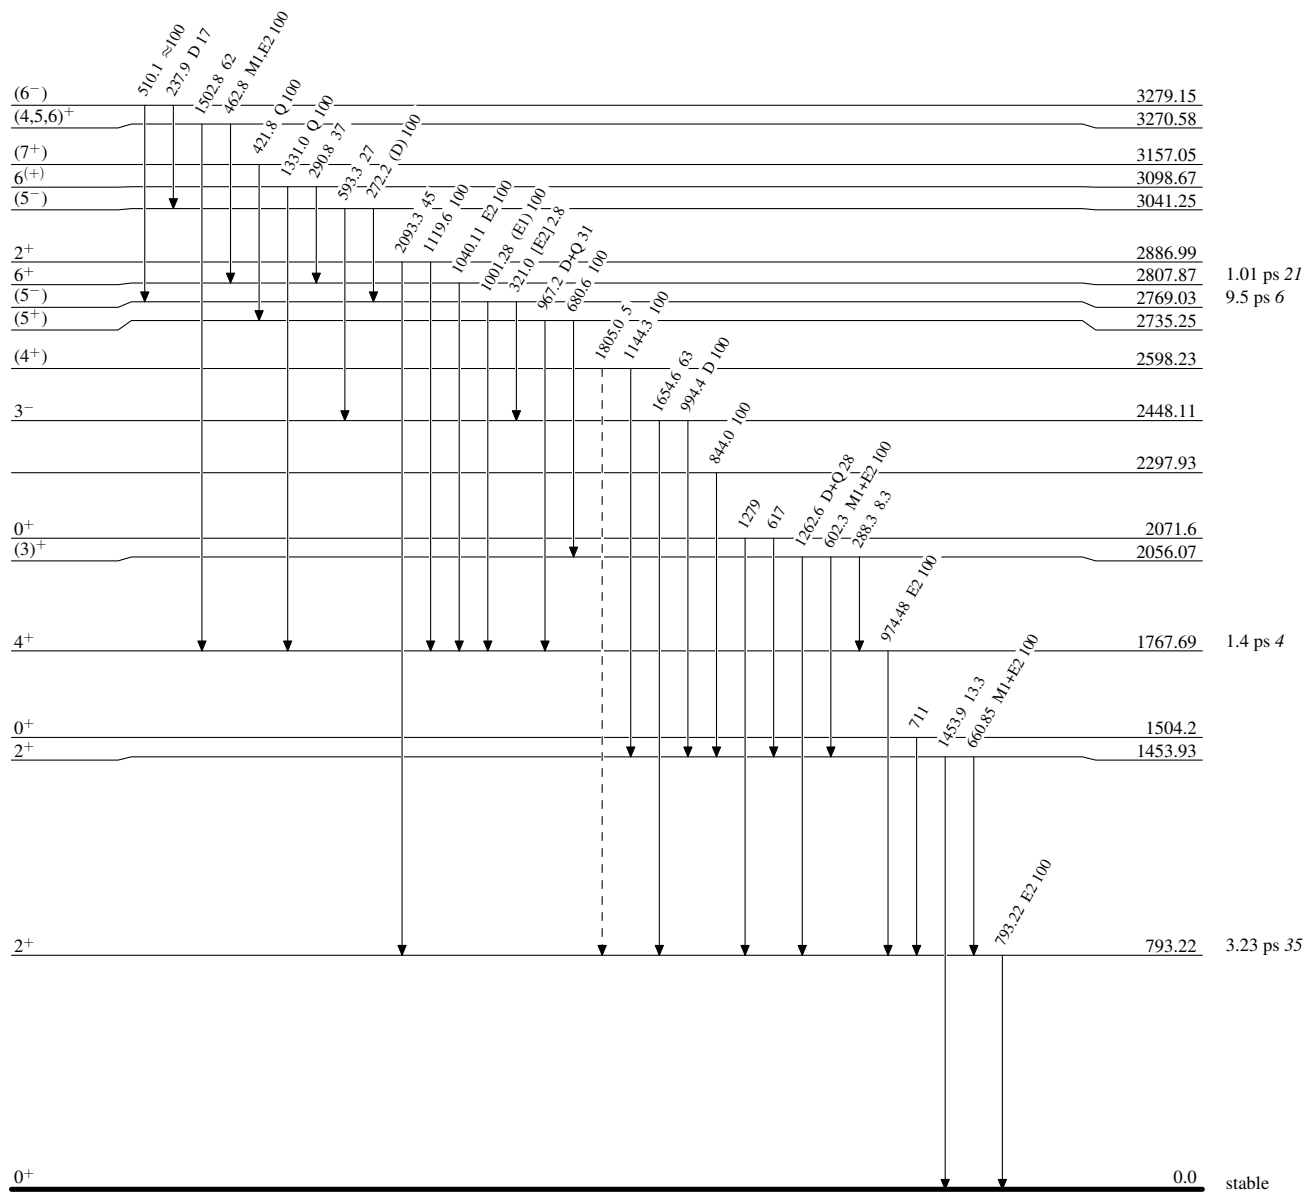 510.1 ≈100
237.9 D 17
1502.8 62
462.8 M1,E2 100
421.8 Q 100
1331.0 Q 100
290.8 37
593.3 27
272.2 (D) 100
2093.3 45
1119.6 100
1040.11 E2 100
1001.28 (E1) 100
321.0 [E2] 2.8
967.2 D+Q 31
680.6 100
1805.0 5
1144.3 100
1654.6 63
994.4 D 100
844.0 100
1279
617
1262.6 D+Q 28
602.3 M1+E2 100
288.3 8.3
974.48 E2 100
711
1453.9 13.3
660.85 M1+E2 100
793.22 E2 100
(6⁻) 3279.15
(4,5,6)⁺ 3270.58
(7⁺) 3157.05
6⁽⁺⁾ 3098.67
(5⁻) 3041.25
2⁺ 2886.99
6⁺ 2807.87 1.01 ps 21
(5⁻) 2769.03 9.5 ps 6
(5⁺) 2735.25
(4⁺) 2598.23
3⁻ 2448.11
2297.93
0⁺ 2071.6
(3)⁺ 2056.07
4⁺ 1767.69 1.4 ps 4
0⁺ 1504.2
2⁺ 1453.93
2⁺ 793.22 3.23 ps 35
0⁺ 0.0 stable